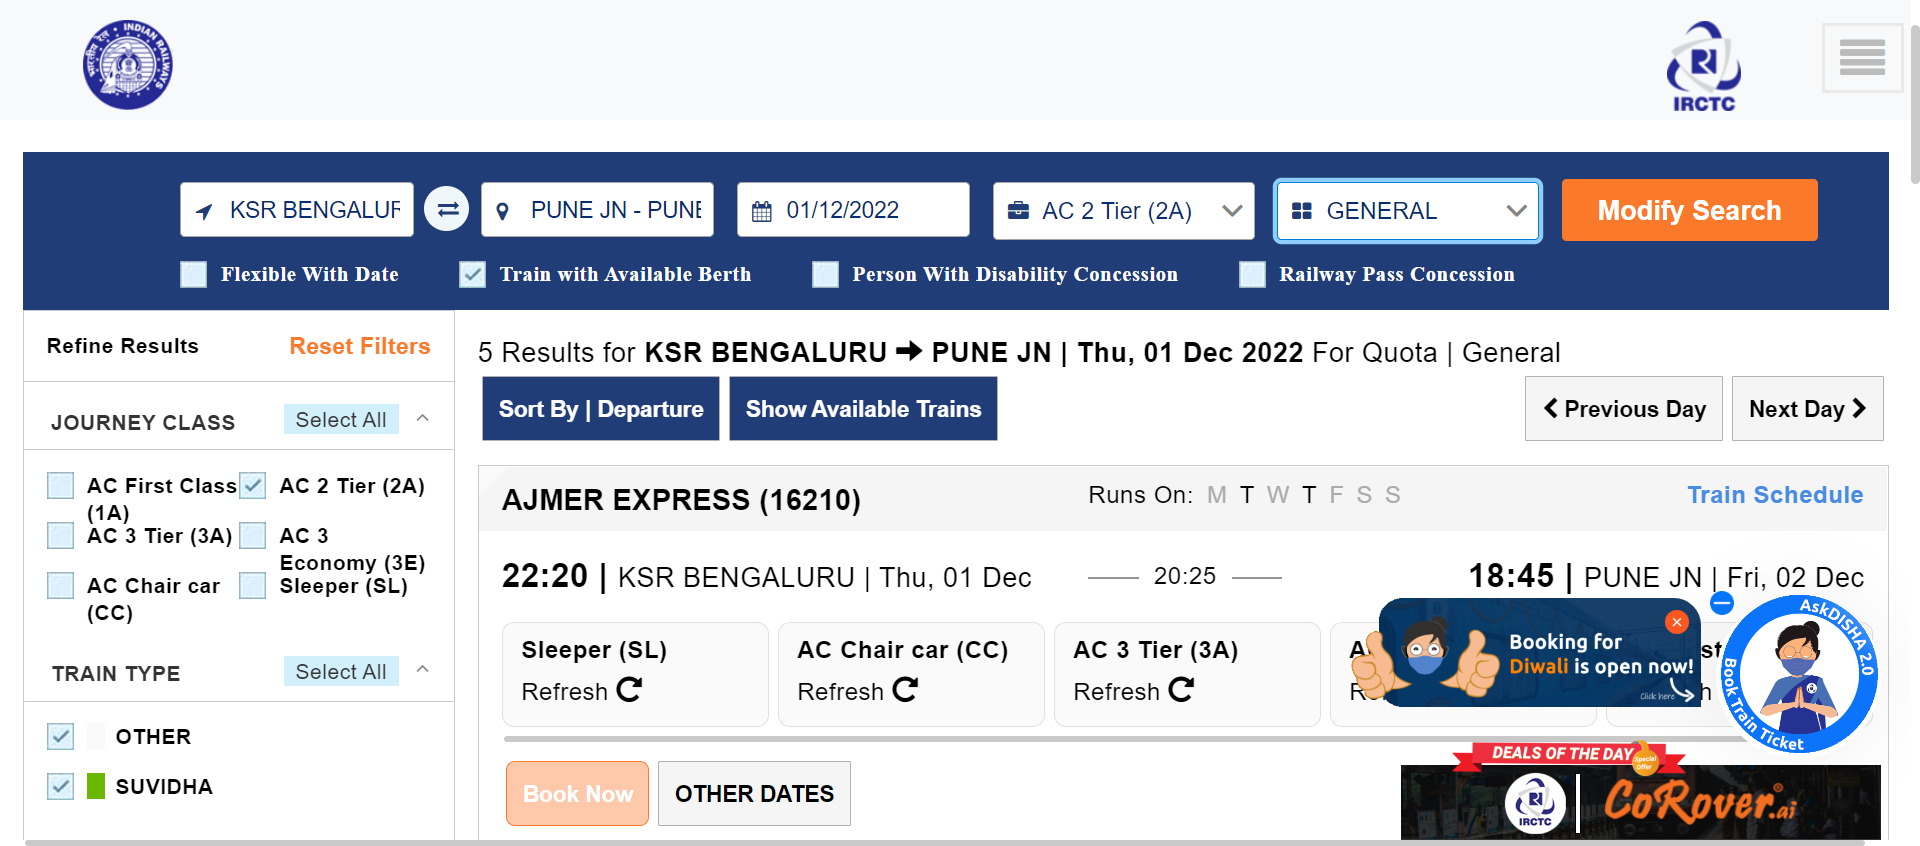 INDIAN RAILWAYS
भारतीय रेल
IRCTC
KSR BENGALUR
PUNE JN - PUNE
01/12/2022
AC 2 Tier (2A)
GENERAL
Modify Search
Flexible With Date
Train with Available Berth
Person With Disability Concession
Railway Pass Concession
Refine Results
Reset Filters
JOURNEY CLASS
Select All
AC First Class (1A)
AC 2 Tier (2A)
AC 3 Tier (3A)
AC 3 Economy (3E)
AC Chair car (CC)
Sleeper (SL)
TRAIN TYPE
Select All
OTHER
SUVIDHA
5 Results for KSR BENGALURU ➔ PUNE JN | Thu, 01 Dec 2022 For Quota | General
Sort By | Departure
Show Available Trains
Previous Day
Next Day
AJMER EXPRESS (16210)
Runs On: M T W T F S S
Train Schedule
22:20 | KSR BENGALURU | Thu, 01 Dec
20:25
18:45 | PUNE JN | Fri, 02 Dec
Sleeper (SL)
Refresh
AC Chair car (CC)
Refresh
AC 3 Tier (3A)
Refresh
Booking for
Diwali is open now!
Click here
AskDISHA 2.0
Book Train Ticket
Book Now
OTHER DATES
DEALS OF THE DAY
Special
Offer
IRCTC
CoRover.ai